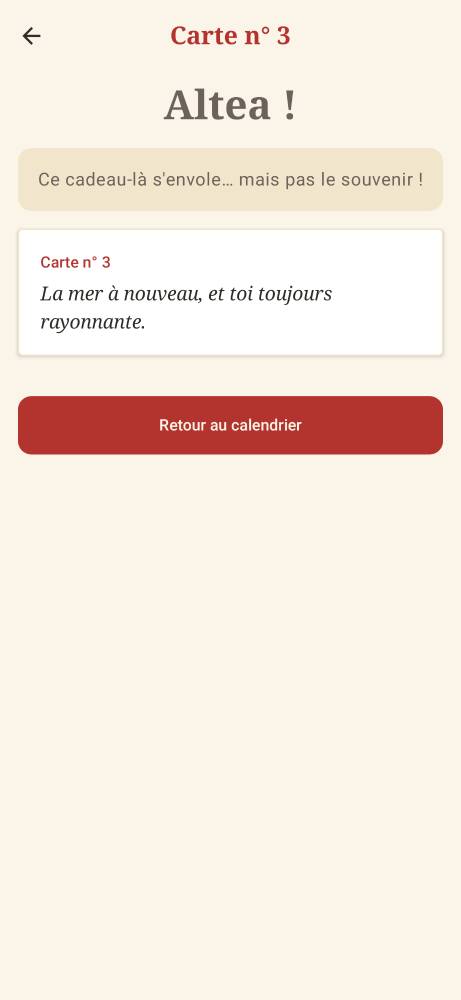 Carte n° 3
Altea !
Ce cadeau-là s'envole… mais pas le souvenir !
Carte n° 3
La mer à nouveau, et toi toujours
rayonnante.
Retour au calendrier